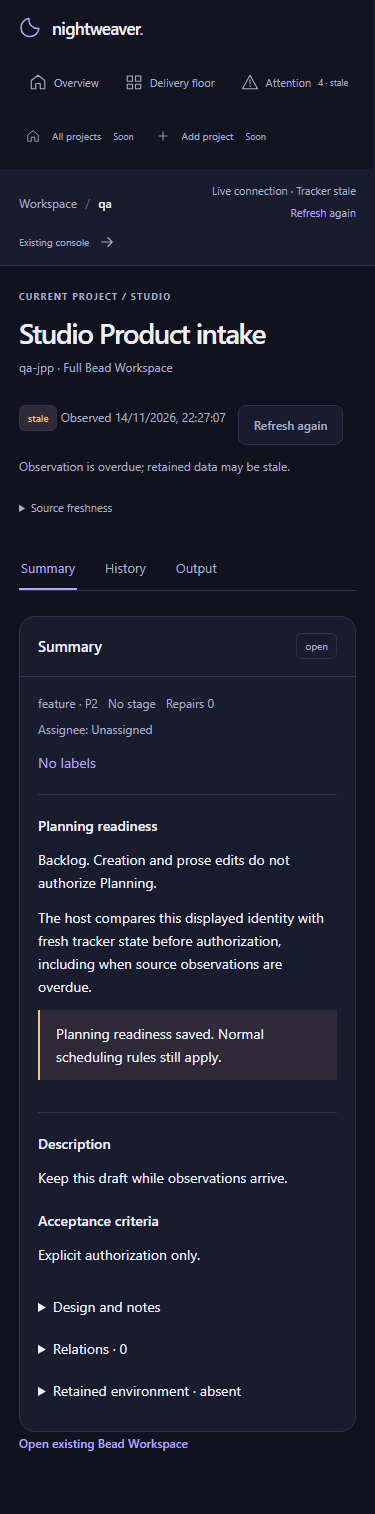 nightweaver.
Overview Delivery floor Attention 4 · stale
All projects Soon Add project Soon
Workspace / qa
Live connection · Tracker stale
Refresh again
Existing console →
CURRENT PROJECT / STUDIO
Studio Product intake
qa-jpp · Full Bead Workspace
stale Observed 14/11/2026, 22:27:07 Refresh again
Observation is overdue; retained data may be stale.
Source freshness
Summary History Output
Summary open
feature · P2 No stage Repairs 0
Assignee: Unassigned
No labels
Planning readiness
Backlog. Creation and prose edits do not
authorize Planning.
The host compares this displayed identity with
fresh tracker state before authorization,
including when source observations are
overdue.
Planning readiness saved. Normal
scheduling rules still apply.
Description
Keep this draft while observations arrive.
Acceptance criteria
Explicit authorization only.
Design and notes
Relations · 0
Retained environment · absent
Open existing Bead Workspace